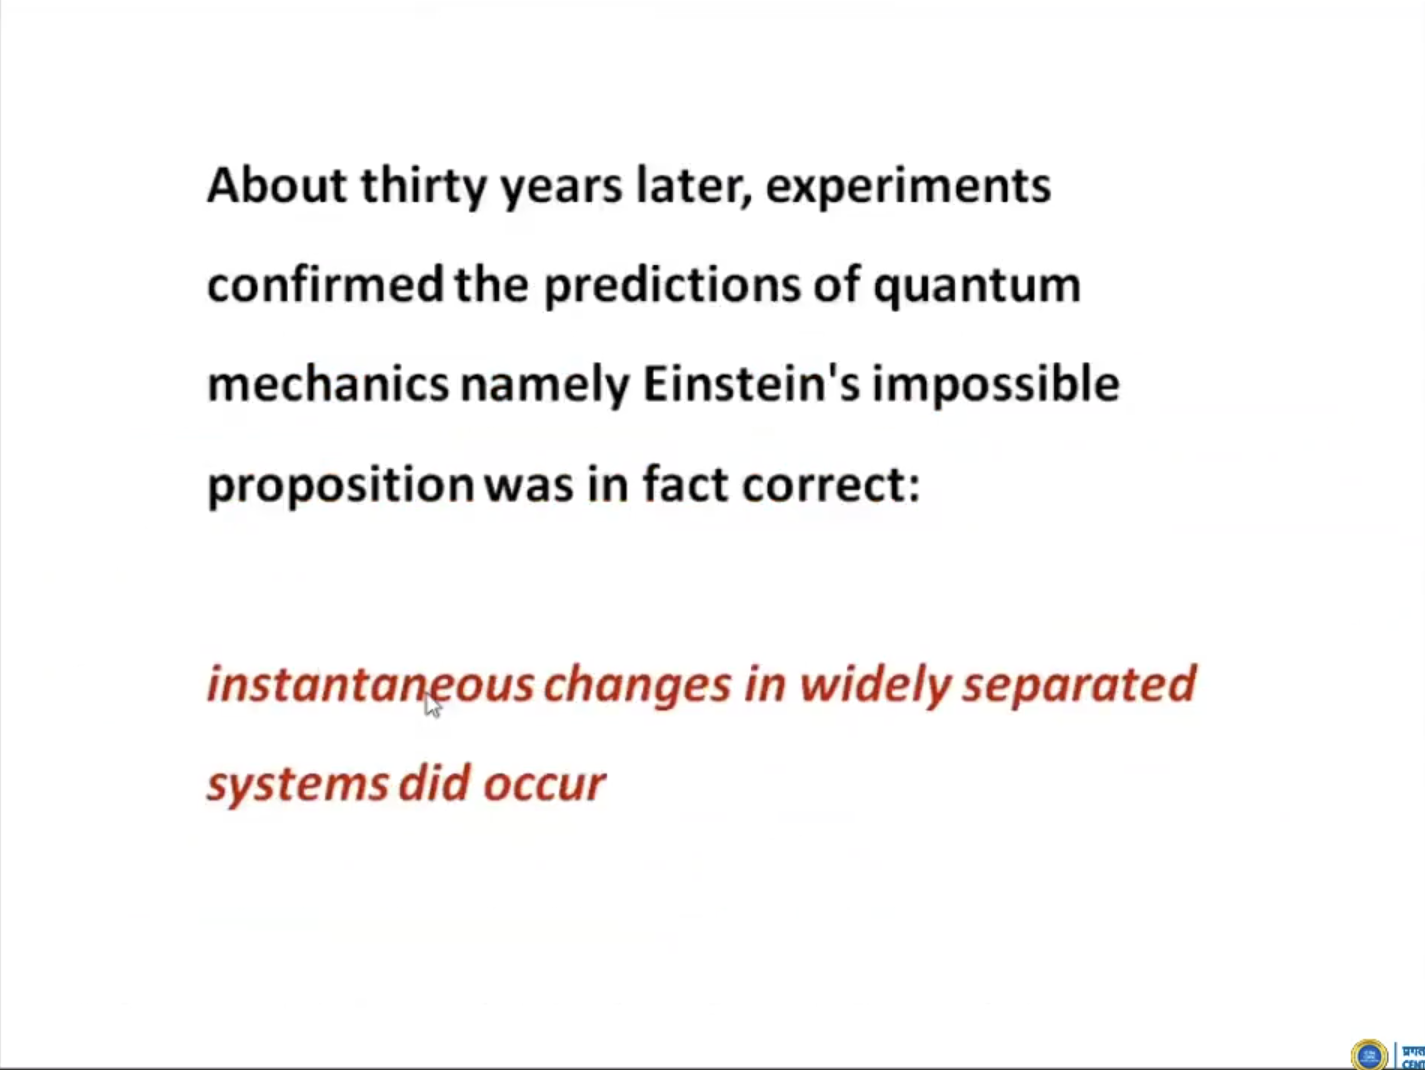 About thirty years later, experiments
confirmed the predictions of quantum
mechanics namely Einstein's impossible
proposition was in fact correct:
instantaneous changes in widely separated
systems did occur